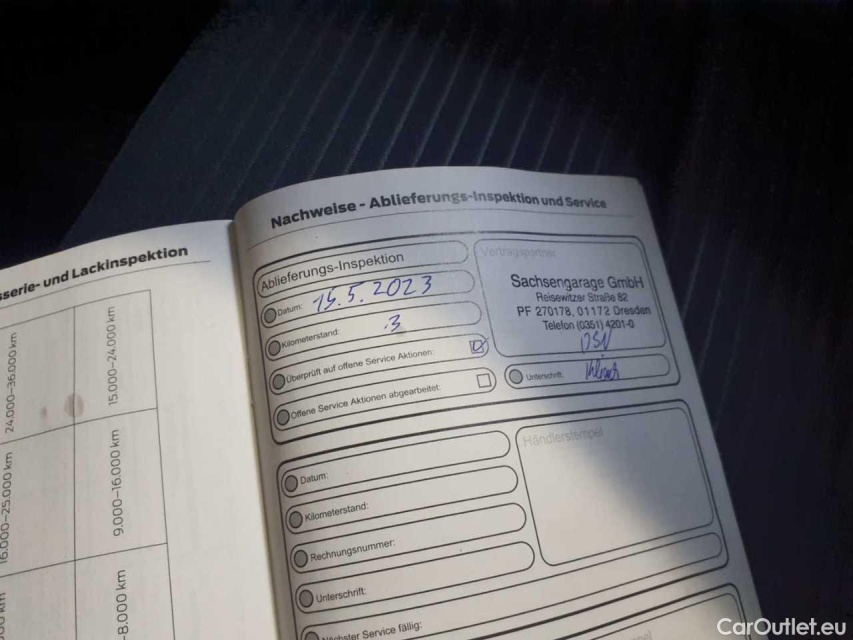 sserie- und Lackinspektion
24.000–36.000 km
15.000–24.000 km
16.000–25.000 km
9.000–16.000 km
-8.000 km
Nachweise - Ablieferungs-Inspektion und Service
Ablieferungs-Inspektion
Datum: 15.5.2023
Kilometerstand: 3
Überprüft auf offene Service Aktionen:
Offene Service Aktionen abgearbeitet:
Vertragspartner
Sachsengarage GmbH
Reisewitzer Straße 82
PF 270178, 01172 Dresden
Telefon (0351) 4201-0
Unterschrift:
Datum:
Kilometerstand:
Rechnungsnummer:
Unterschrift:
Nächster Service fällig:
Händlerstempel
CarOutlet.eu